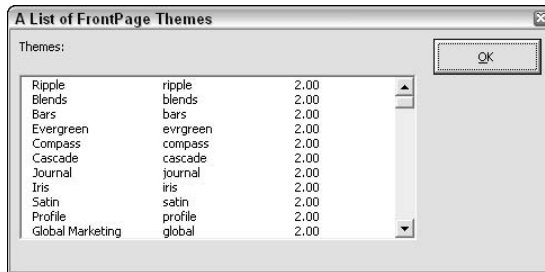 A List of FrontPage Themes
Themes:
OK
Ripple ripple 2.00
Blends blends 2.00
Bars bars 2.00
Evergreen evrgreen 2.00
Compass compass 2.00
Cascade cascade 2.00
Journal journal 2.00
Iris iris 2.00
Satin satin 2.00
Profile profile 2.00
Global Marketing global 2.00